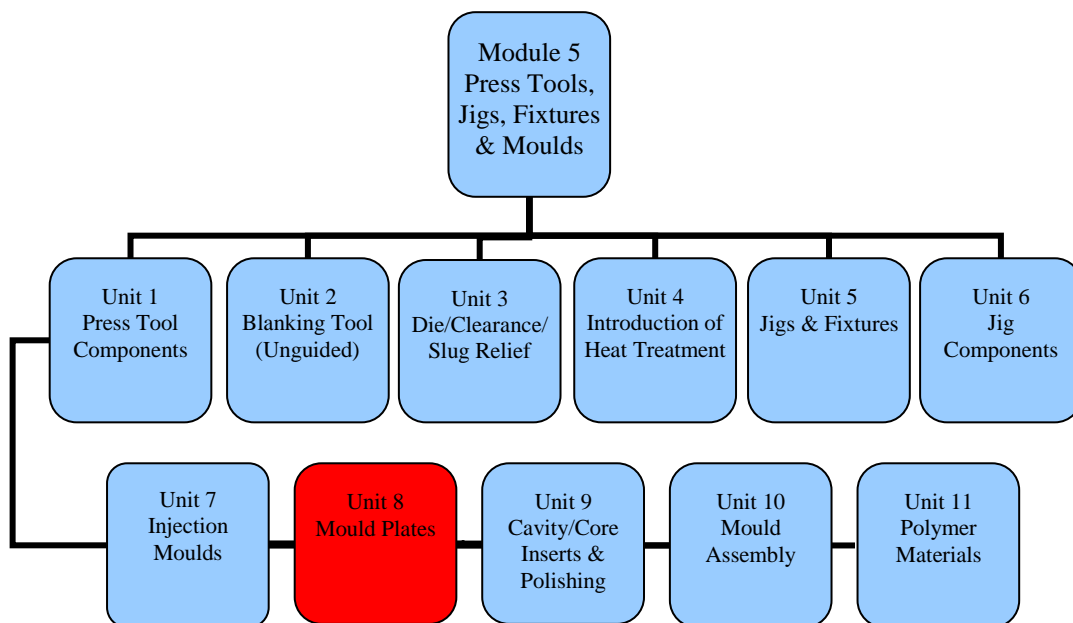 Module 5
Press Tools,
Jigs, Fixtures
& Moulds
Unit 1
Press Tool
Components
Unit 2
Blanking Tool
(Unguided)
Unit 3
Die/Clearance/
Slug Relief
Unit 4
Introduction of
Heat Treatment
Unit 5
Jigs & Fixtures
Unit 6
Jig
Components
Unit 7
Injection
Moulds
Unit 8
Mould Plates
Unit 9
Cavity/Core
Inserts &
Polishing
Unit 10
Mould
Assembly
Unit 11
Polymer
Materials